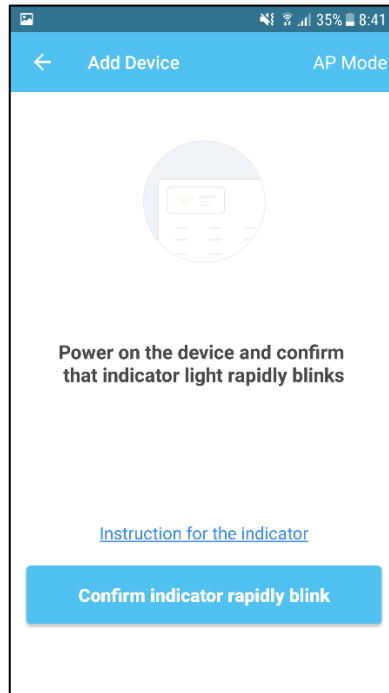 35% 8:41
Add Device AP Mode
Power on the device and confirm
that indicator light rapidly blinks
Instruction for the indicator
Confirm indicator rapidly blink